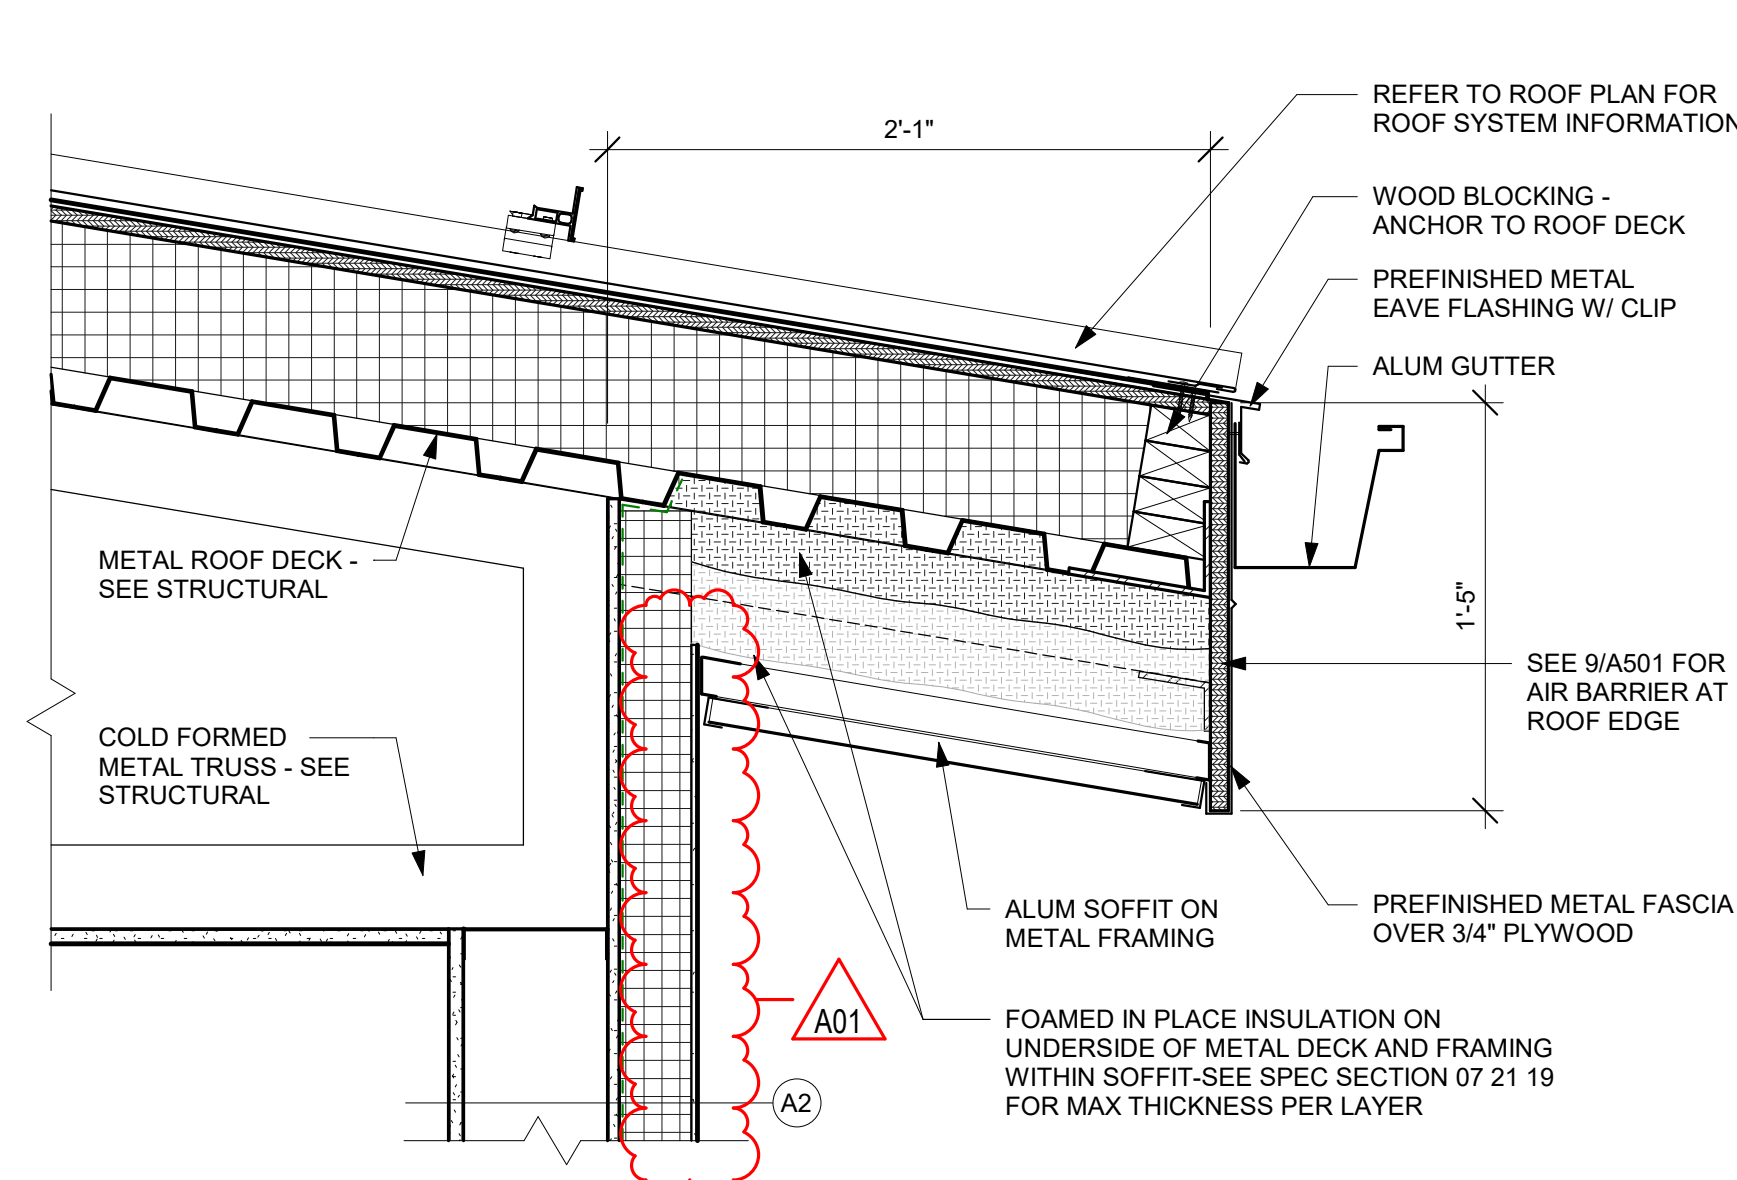 2'-1"
REFER TO ROOF PLAN FOR
ROOF SYSTEM INFORMATION
WOOD BLOCKING -
ANCHOR TO ROOF DECK
PREFINISHED METAL
EAVE FLASHING W/ CLIP
ALUM GUTTER
METAL ROOF DECK -
SEE STRUCTURAL
1'-5"
SEE 9/A501 FOR
AIR BARRIER AT
ROOF EDGE
COLD FORMED
METAL TRUSS - SEE
STRUCTURAL
ALUM SOFFIT ON
METAL FRAMING
PREFINISHED METAL FASCIA
OVER 3/4" PLYWOOD
A01
FOAMED IN PLACE INSULATION ON
UNDERSIDE OF METAL DECK AND FRAMING
WITHIN SOFFIT-SEE SPEC SECTION 07 21 19
FOR MAX THICKNESS PER LAYER
A2